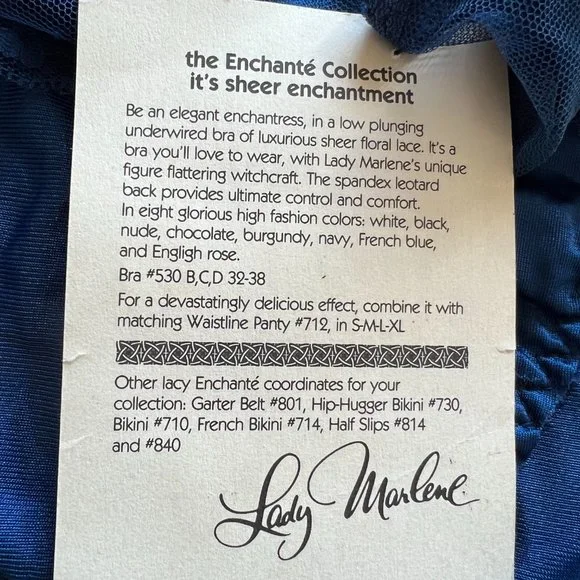 the Enchanté Collection
it's sheer enchantment
Be an elegant enchantress, in a low plunging
underwired bra of luxurious sheer floral lace. It's a
bra you'll love to wear, with Lady Marlene's unique
figure flattering witchcraft. The spandex leotard
back provides ultimate control and comfort.
In eight glorious high fashion colors: white, black,
nude, chocolate, burgundy, navy, French blue,
and Engligh rose.
Bra #530 B,C,D 32-38
For a devastatingly delicious effect, combine it with
matching Waistline Panty #712, in S-M-L-XL
Other lacy Enchanté coordinates for your
collection: Garter Belt #801, Hip-Hugger Bikini #730,
Bikini #710, French Bikini #714, Half Slips #814
and #840
Lady Marlene